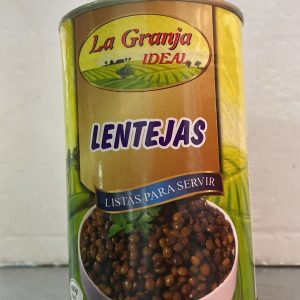 La Granja
IDEAL
LENTEJAS
LISTAS PARA SERVIR